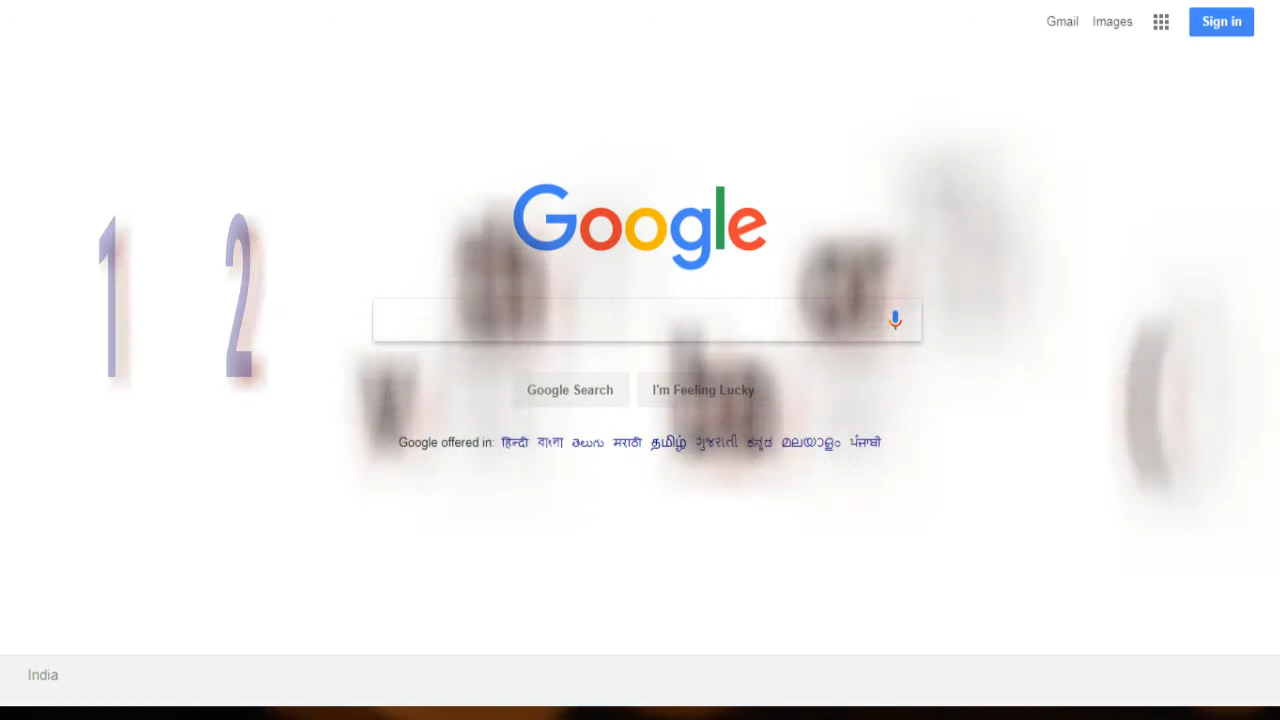 Gmail Images Sign in
Google
1 2
Google Search I'm Feeling Lucky
Google offered in: हिन्दी বাংলা తెలుగు मराठी தமிழ் ગુજરાતી ಕನ್ನಡ മലയാളം ਪੰਜਾਬੀ
India